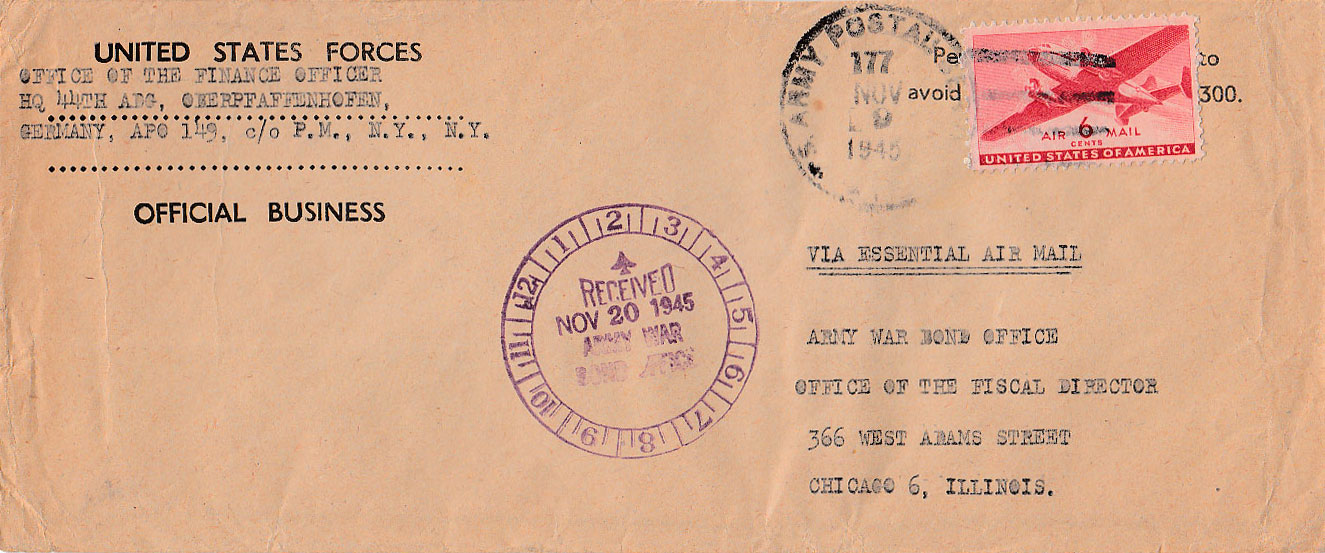 UNITED STATES FORCES
OFFICE OF THE FINANCE OFFICER
HQ 44TH ADG, OBERPFAFFENHOFEN,
GERMANY, APO 149, c/o P.M., N.Y., N.Y.
OFFICIAL BUSINESS
ARMY POSTAL
177
NOV
1945
to
avoid 300.
AIR 6 MAIL
CENTS
UNITED STATES OF AMERICA
VIA ESSENTIAL AIR MAIL
1 2 3 4 5 6 7 8 9 10 11 12
RECEIVED
NOV 20 1945
ARMY WAR
BOND OFFICE
ARMY WAR BOND OFFICE
OFFICE OF THE FISCAL DIRECTOR
366 WEST ADAMS STREET
CHICAGO 6, ILLINOIS.